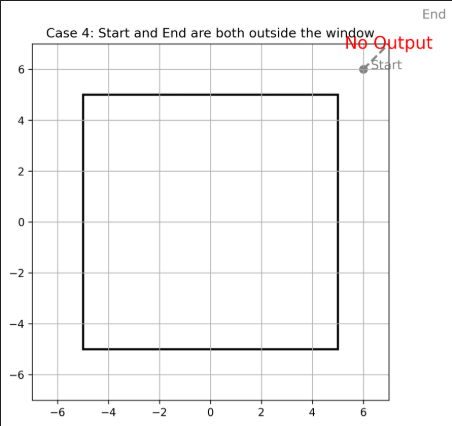 End
Case 4: Start and End are both outside the window
No Output
Start
6
4
2
0
−2
−4
−6
−6 −4 −2 0 2 4 6